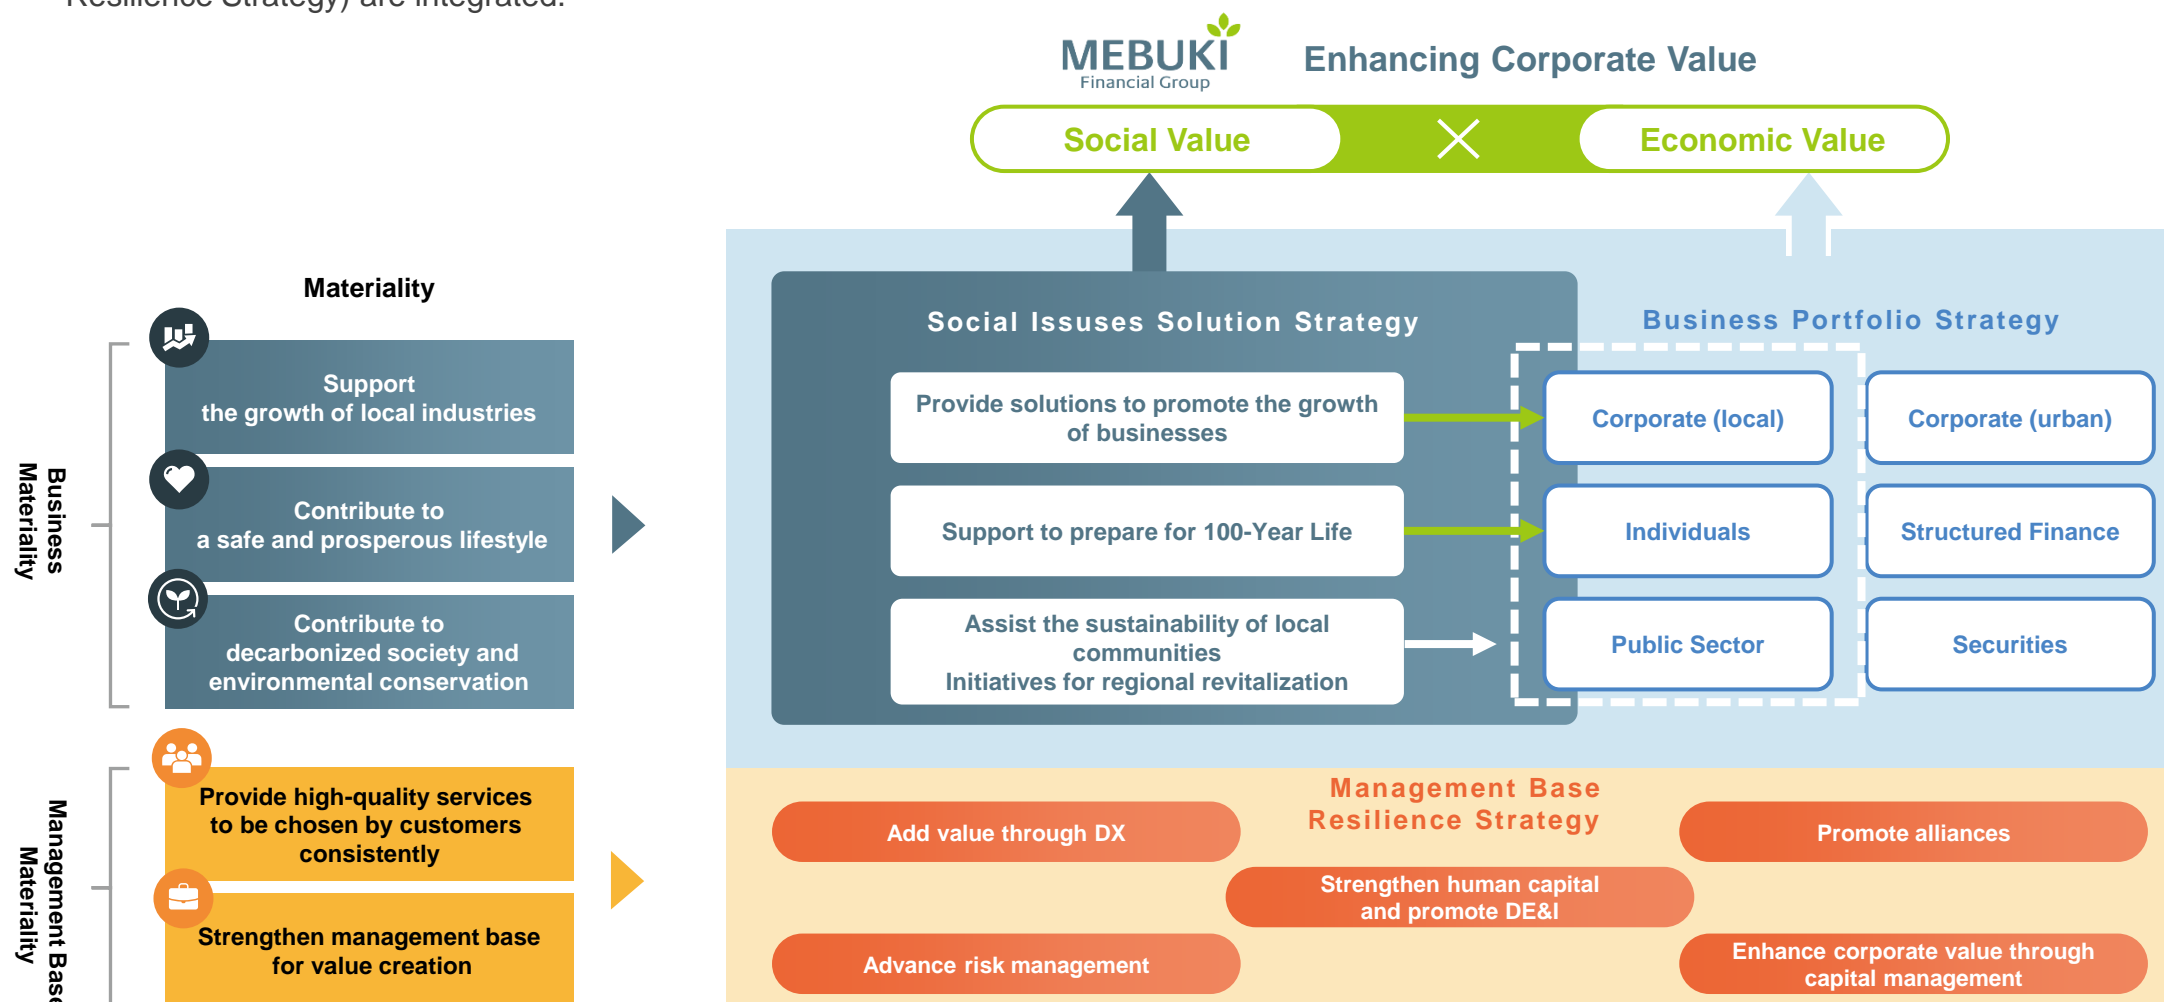 Resilience Strategy) are integrated.
MEBUKI
Financial Group
Enhancing Corporate Value
Social Value
Economic Value
Materiality
Business
Materiality
Support
the growth of local industries
Contribute to
a safe and prosperous lifestyle
Contribute to
decarbonized society and
environmental conservation
Management Base
Materiality
Provide high-quality services
to be chosen by customers
consistently
Strengthen management base
for value creation
Social Issuses Solution Strategy
Provide solutions to promote the growth
of businesses
Support to prepare for 100-Year Life
Assist the sustainability of local
communities
Initiatives for regional revitalization
Business Portfolio Strategy
Corporate (local)
Corporate (urban)
Individuals
Structured Finance
Public Sector
Securities
Management Base
Resilience Strategy
Add value through DX
Promote alliances
Strengthen human capital
and promote DE&I
Advance risk management
Enhance corporate value through
capital management